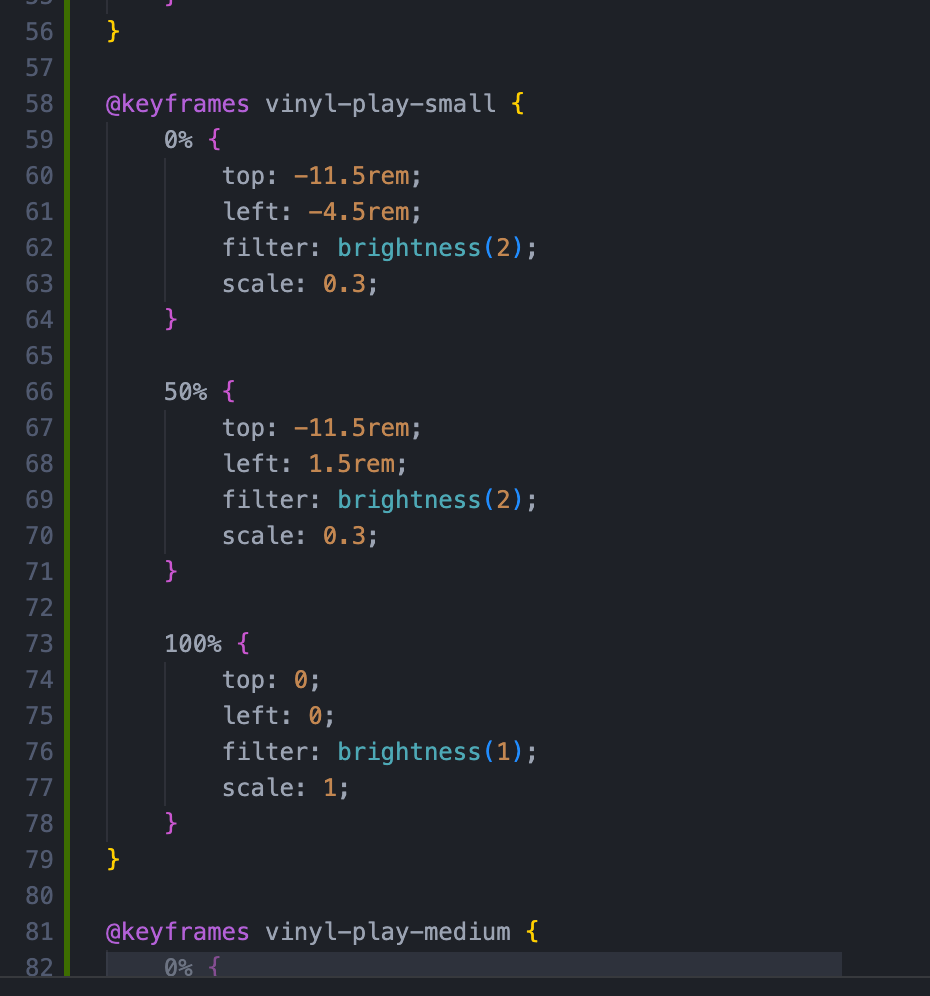 55 }
56 }
57
58 @keyframes vinyl-play-small {
59 0% {
60 top: -11.5rem;
61 left: -4.5rem;
62 filter: brightness(2);
63 scale: 0.3;
64 }
65
66 50% {
67 top: -11.5rem;
68 left: 1.5rem;
69 filter: brightness(2);
70 scale: 0.3;
71 }
72
73 100% {
74 top: 0;
75 left: 0;
76 filter: brightness(1);
77 scale: 1;
78 }
79 }
80
81 @keyframes vinyl-play-medium {
82 0% {